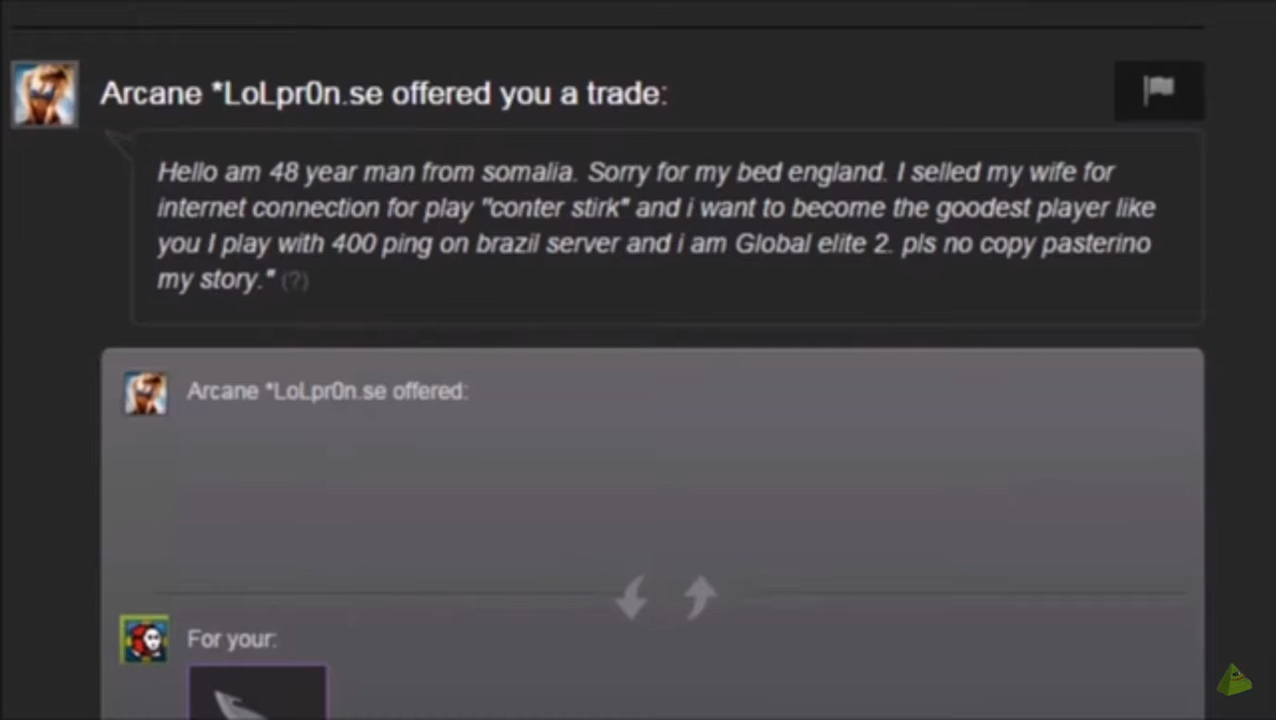 Arcane *LoLpr0n.se offered you a trade:
Hello am 48 year man from somalia. Sorry for my bed england. I selled my wife for
internet connection for play "conter stirk" and i want to become the goodest player like
you I play with 400 ping on brazil server and i am Global elite 2. pls no copy pasterino
my story." (?)
Arcane *LoLpr0n.se offered:
For your: